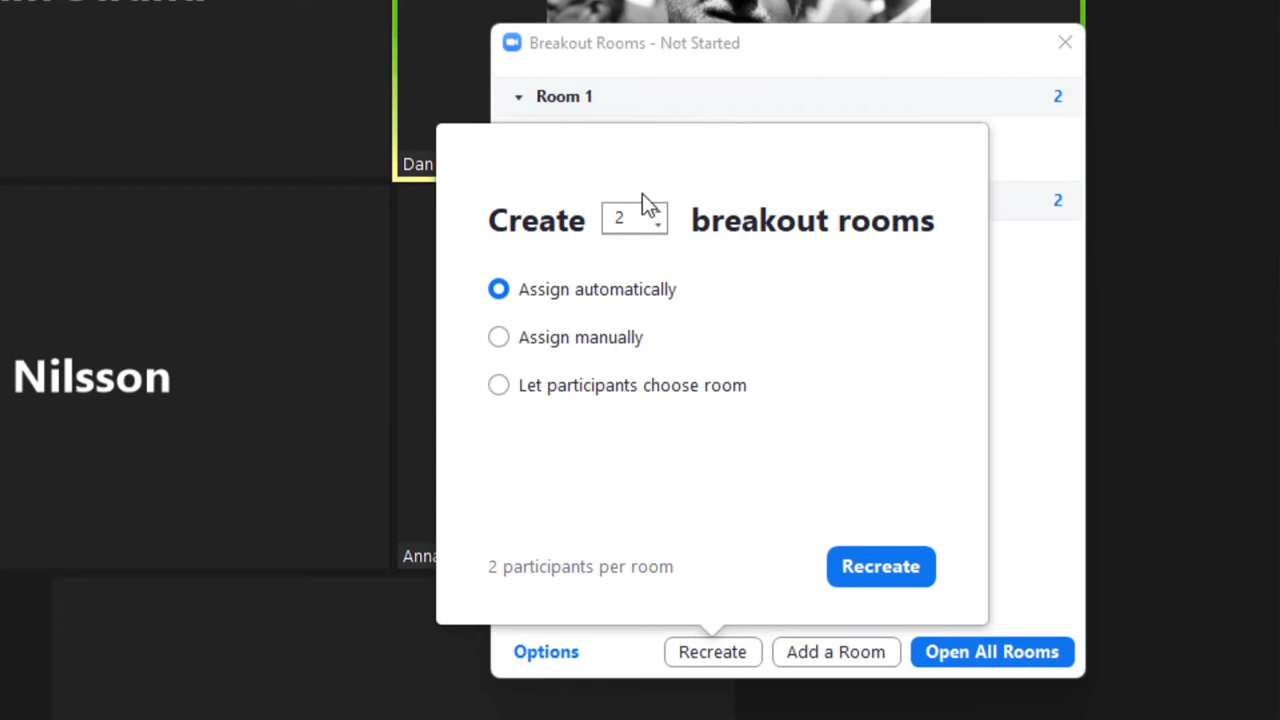 Breakout Rooms - Not Started
Room 1
2
Dan
2
Create 2 breakout rooms
Assign automatically
Assign manually
Let participants choose room
Nilsson
Anna
2 participants per room
Recreate
Options
Recreate
Add a Room
Open All Rooms